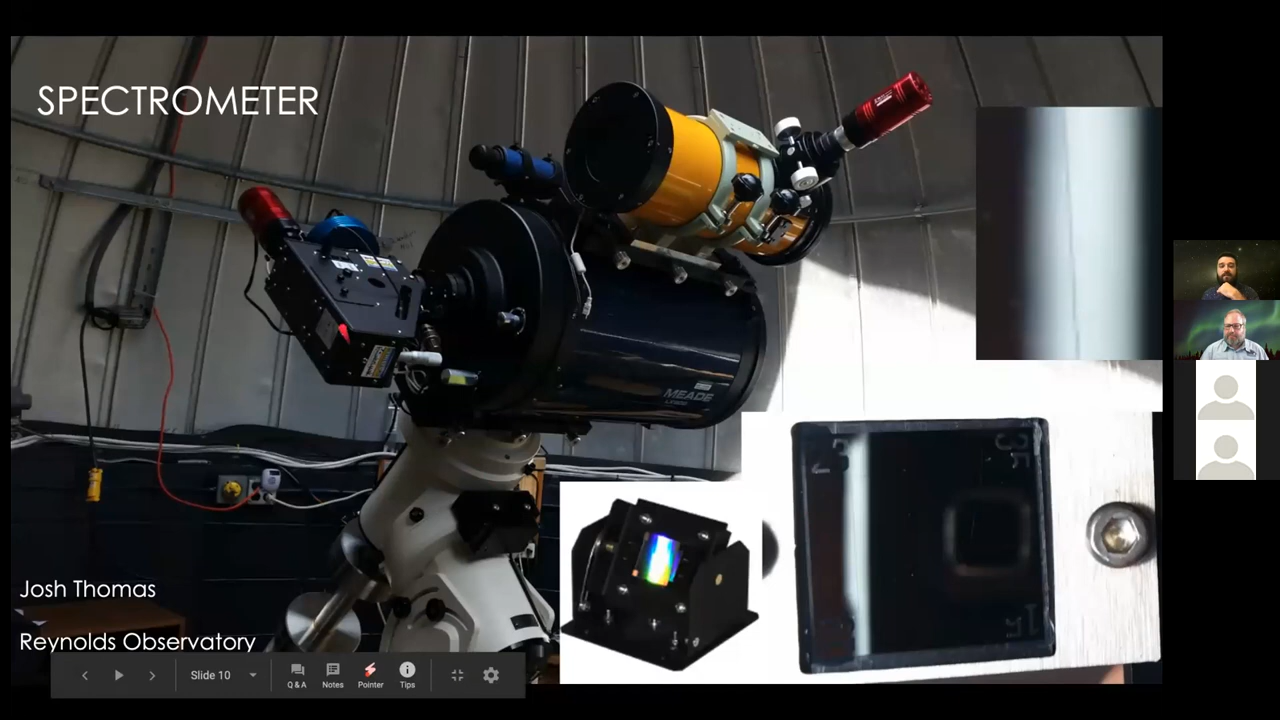 SPECTROMETER
MEADE
Josh Thomas
Reynolds Observatory
Slide 10
Q & A
Notes
Pointer
Tips